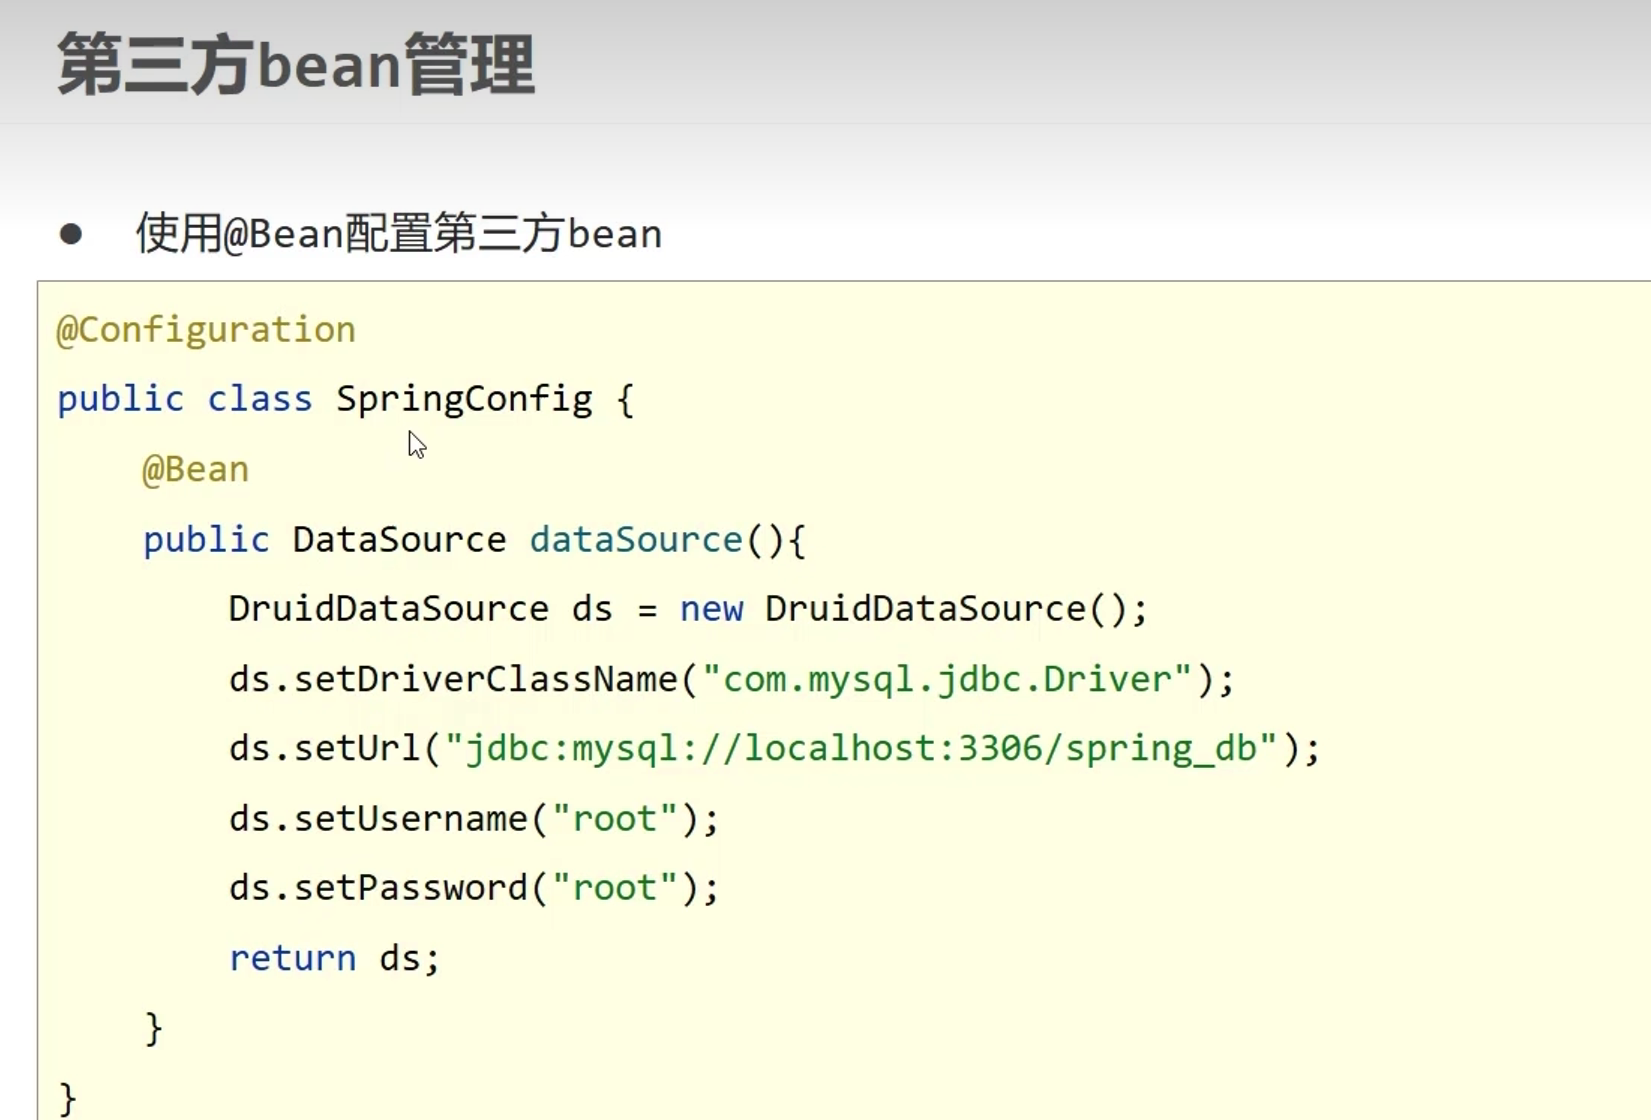 第三方bean管理
● 使用@Bean配置第三方bean
@Configuration
public class SpringConfig {
    @Bean
    public DataSource dataSource(){
        DruidDataSource ds = new DruidDataSource();
        ds.setDriverClassName("com.mysql.jdbc.Driver");
        ds.setUrl("jdbc:mysql://localhost:3306/spring_db");
        ds.setUsername("root");
        ds.setPassword("root");
        return ds;
    }
}